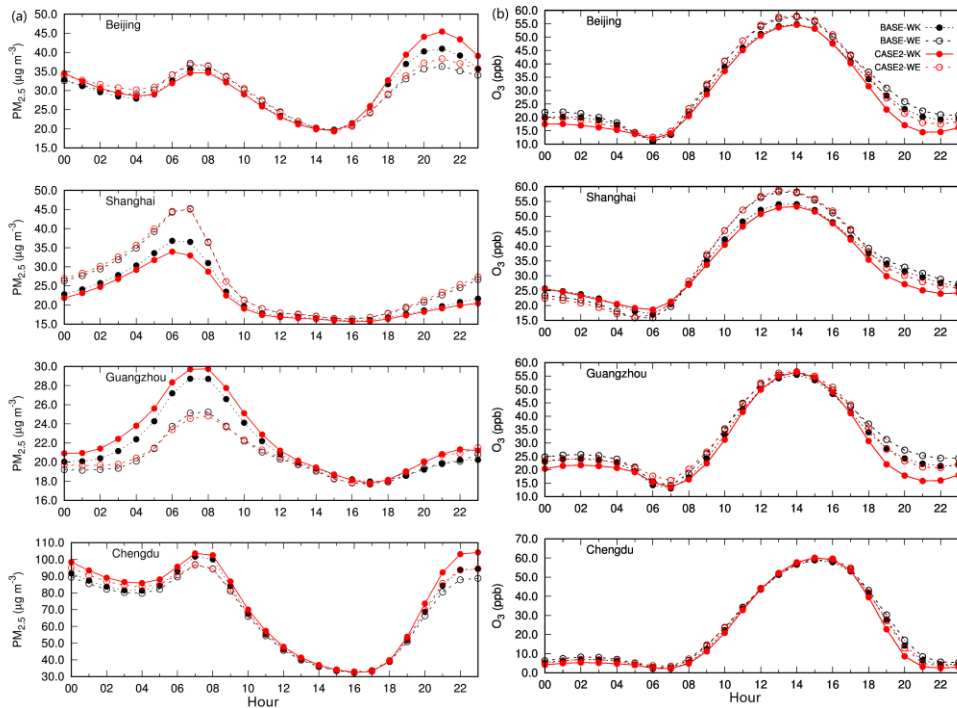 (a)
Beijing
PM2.5 (µg m-3)
50.0
45.0
40.0
35.0
30.0
25.0
20.0
15.0
00 02 04 06 08 10 12 14 16 18 20 22
Shanghai
PM2.5 (µg m-3)
50.0
45.0
40.0
35.0
30.0
25.0
20.0
15.0
00 02 04 06 08 10 12 14 16 18 20 22
Guangzhou
PM2.5 (µg m-3)
30.0
28.0
26.0
24.0
22.0
20.0
18.0
16.0
00 02 04 06 08 10 12 14 16 18 20 22
Chengdu
PM2.5 (µg m-3)
110.0
100.0
90.0
80.0
70.0
60.0
50.0
40.0
30.0
00 02 04 06 08 10 12 14 16 18 20 22
Hour
(b)
Beijing
BASE-WK
BASE-WE
CASE2-WK
CASE2-WE
O3 (ppb)
60.0
55.0
50.0
45.0
40.0
35.0
30.0
25.0
20.0
15.0
10.0
00 02 04 06 08 10 12 14 16 18 20 22
Shanghai
O3 (ppb)
60.0
55.0
50.0
45.0
40.0
35.0
30.0
25.0
20.0
15.0
00 02 04 06 08 10 12 14 16 18 20 22
Guangzhou
O3 (ppb)
60.0
55.0
50.0
45.0
40.0
35.0
30.0
25.0
20.0
15.0
10.0
00 02 04 06 08 10 12 14 16 18 20 22
Chengdu
O3 (ppb)
70.0
60.0
50.0
40.0
30.0
20.0
10.0
0.0
00 02 04 06 08 10 12 14 16 18 20 22
Hour